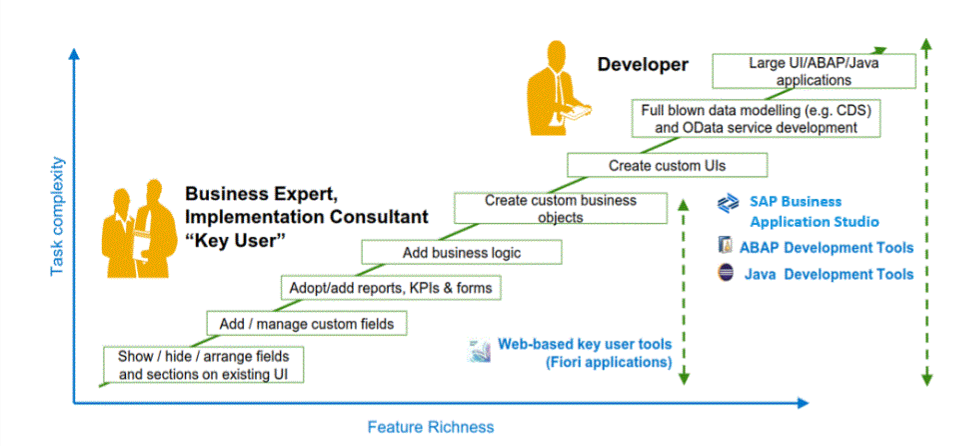 Developer
Large UI/ABAP/Java
applications
Full blown data modelling (e.g. CDS)
and OData service development
Create custom UIs
Business Expert,
Implementation Consultant
“Key User”
Create custom business
objects
SAP Business
Application Studio
ABAP Development Tools
Java Development Tools
Add business logic
Adopt/add reports, KPIs & forms
Add / manage custom fields
Show / hide / arrange fields
and sections on existing UI
Web-based key user tools
(Fiori applications)
Task complexity
Feature Richness